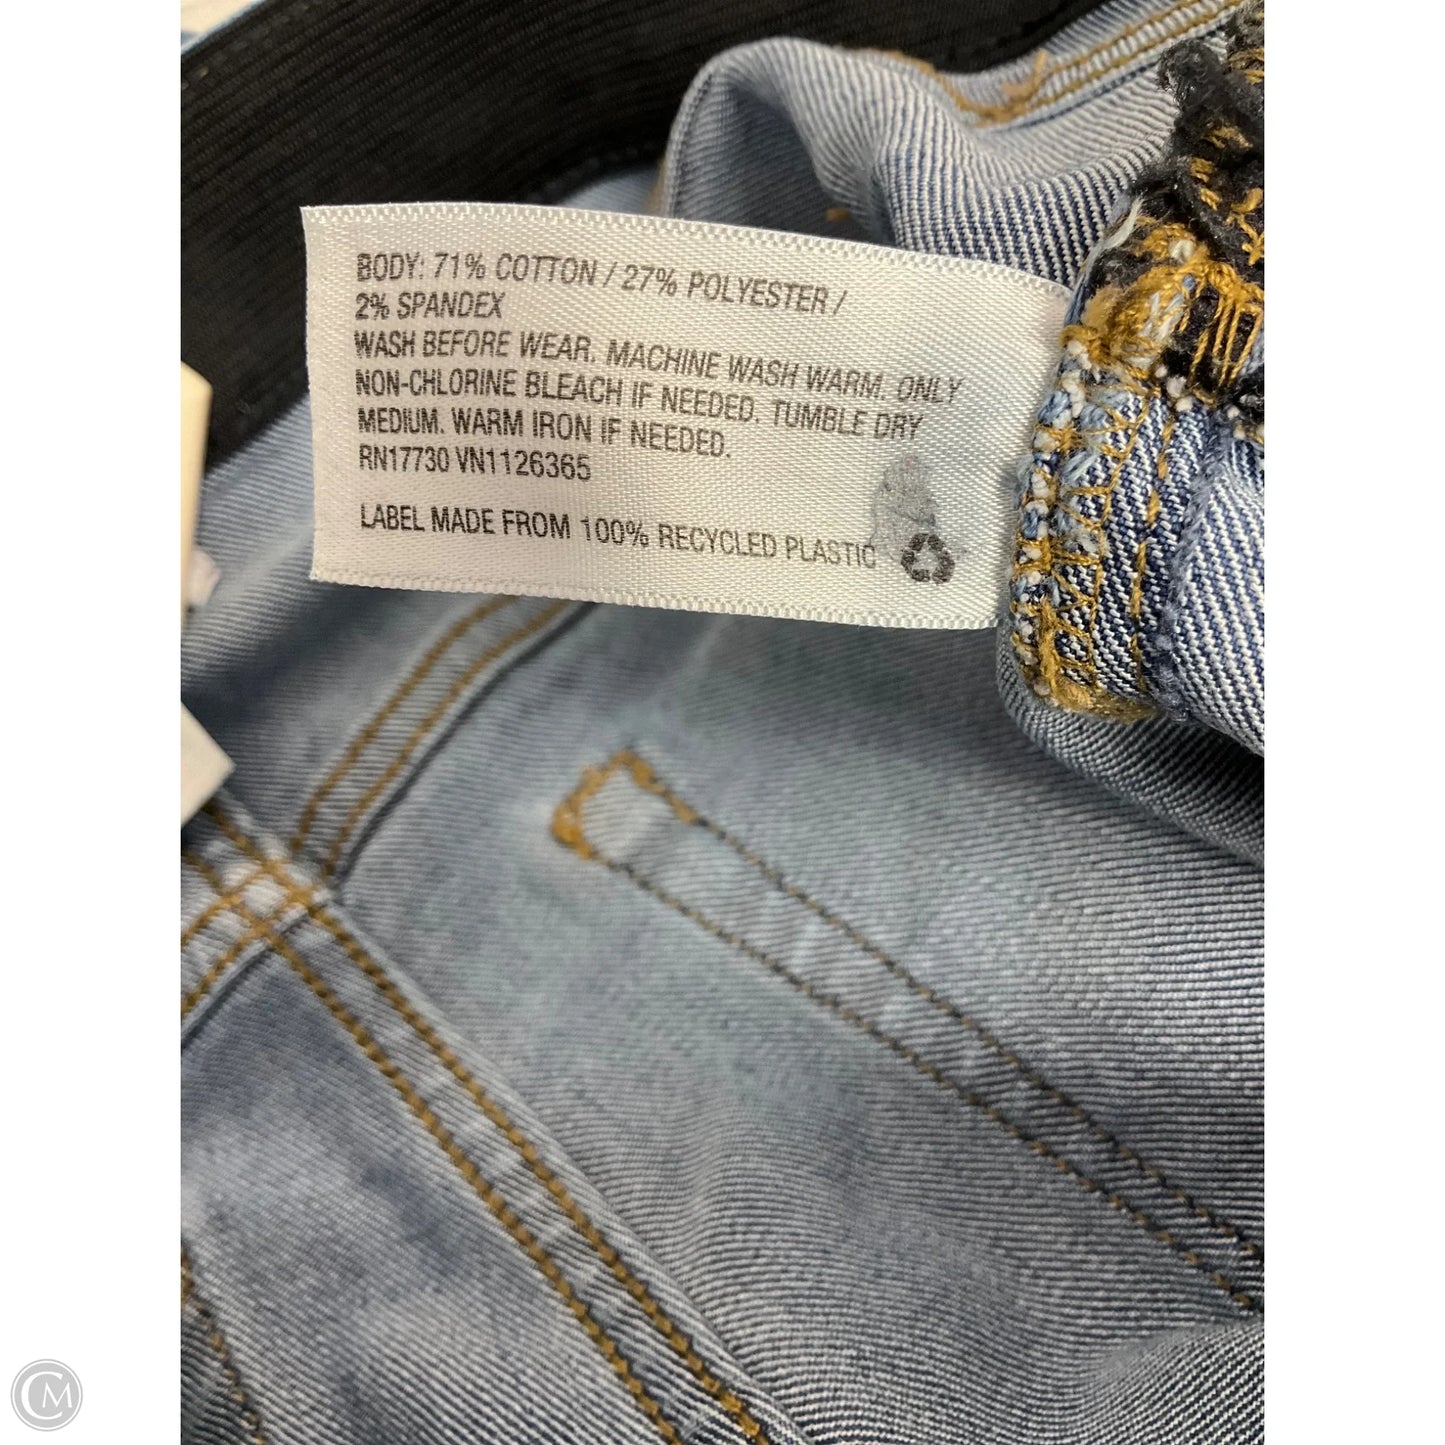 BODY: 71% COTTON / 27% POLYESTER /
2% SPANDEX
WASH BEFORE WEAR. MACHINE WASH WARM. ONLY
NON-CHLORINE BLEACH IF NEEDED. TUMBLE DRY
MEDIUM. WARM IRON IF NEEDED.
RN17730 VN1126365
LABEL MADE FROM 100% RECYCLED PLASTIC
CM